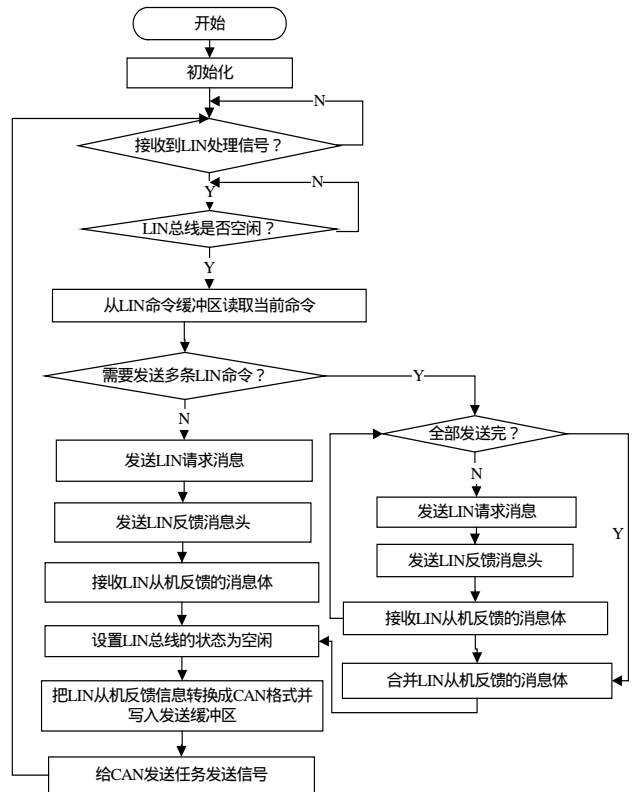 开始
初始化
N
接收到LIN处理信号？
N
Y
LIN总线是否空闲？
Y
从LIN命令缓冲区读取当前命令
需要发送多条LIN命令？
Y
N
全部发送完？
发送LIN请求消息
N
发送LIN请求消息
Y
发送LIN反馈消息头
发送LIN反馈消息头
接收LIN从机反馈的消息体
接收LIN从机反馈的消息体
设置LIN总线的状态为空闲
合并LIN从机反馈的消息体
把LIN从机反馈信息转换成CAN格式并
写入发送缓冲区
给CAN发送任务发送信号